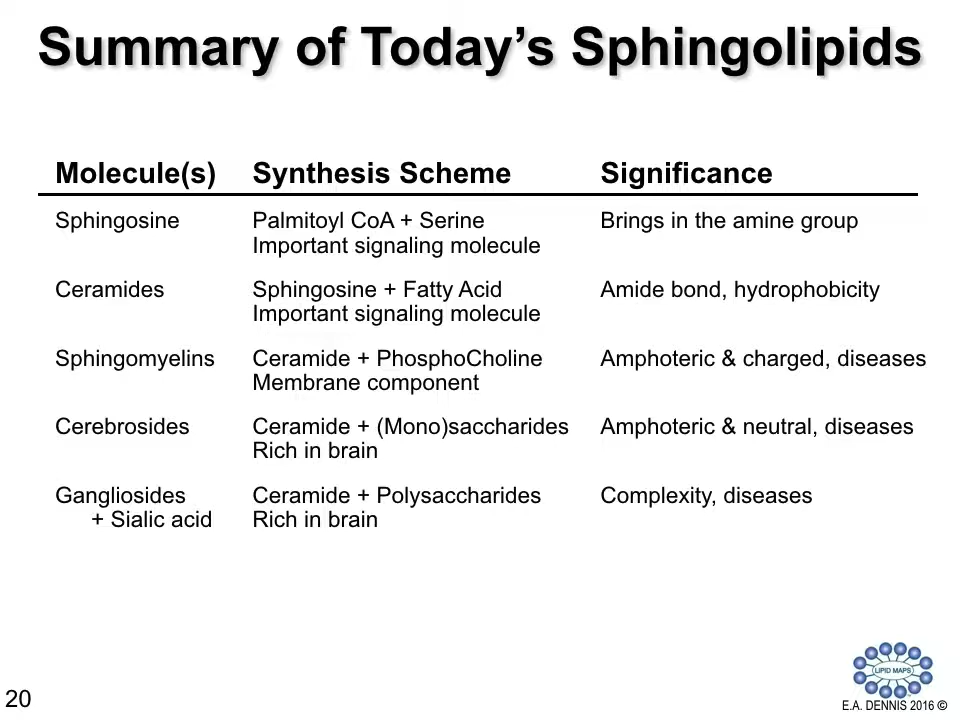 Summary of Today’s Sphingolipids
Molecule(s) Synthesis Scheme Significance
Sphingosine Palmitoyl CoA + Serine Brings in the amine group
Important signaling molecule
Ceramides Sphingosine + Fatty Acid Amide bond, hydrophobicity
Important signaling molecule
Sphingomyelins Ceramide + PhosphoCholine Amphoteric & charged, diseases
Membrane component
Cerebrosides Ceramide + (Mono)saccharides Amphoteric & neutral, diseases
Rich in brain
Gangliosides Ceramide + Polysaccharides Complexity, diseases
+ Sialic acid Rich in brain
LIPID MAPS
20
E.A. DENNIS 2016 ©